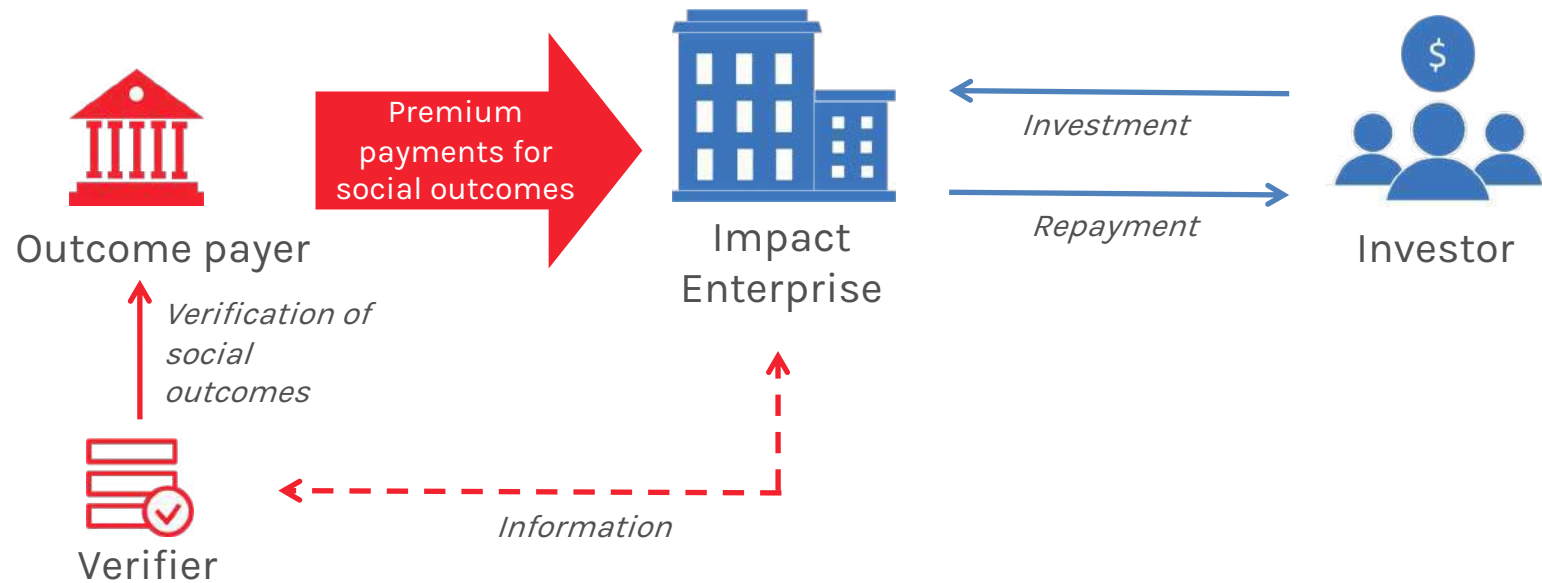 $
Premium
payments for
social outcomes
Investment
Repayment
Outcome payer
Impact
Enterprise
Investor
Verification of
social
outcomes
Information
Verifier